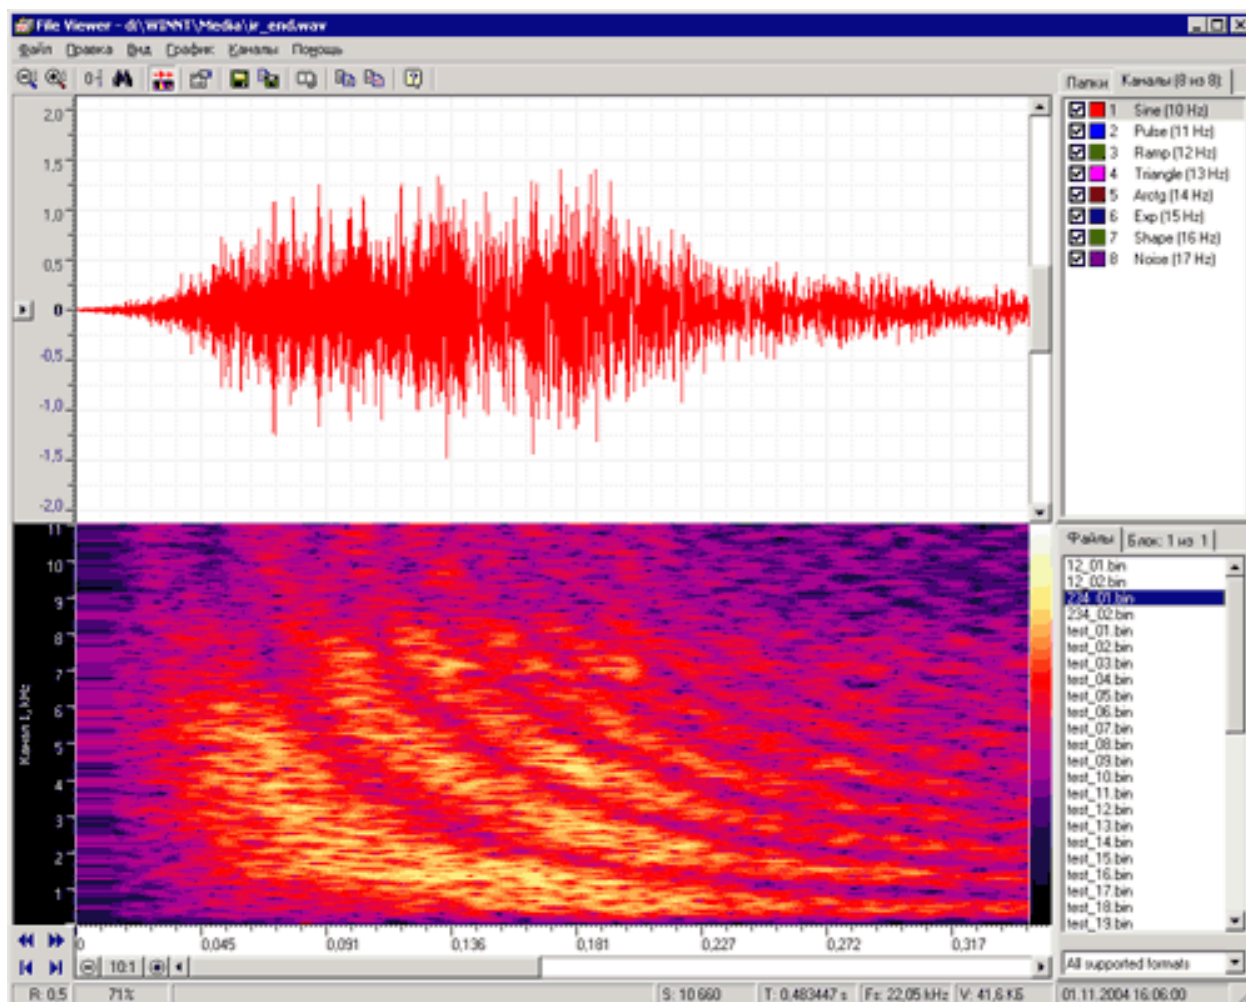 File Viewer - d:\WINNT\Media\ir_end.wav
Файл Правка Вид График Каналы Помощь
Папки Каналы (8 из 8)
1 Sine (10 Hz)
2 Pulse (11 Hz)
3 Ramp (12 Hz)
4 Triangle (13 Hz)
5 Arctg (14 Hz)
6 Exp (15 Hz)
7 Shape (16 Hz)
8 Noise (17 Hz)
2.0
1.5
1.0
0.5
0
-0.5
-1.0
-1.5
-2.0
Файлы Блок: 1 из 1
12_01.bin
12_02.bin
234_01.bin
234_02.bin
test_01.bin
test_02.bin
test_03.bin
test_04.bin
test_05.bin
test_06.bin
test_07.bin
test_08.bin
test_09.bin
test_10.bin
test_11.bin
test_12.bin
test_13.bin
test_14.bin
test_15.bin
test_16.bin
test_17.bin
test_18.bin
test_19.bin
All supported formats
Канал 1, kHz
11
10
9
8
7
6
5
4
3
2
1
0 0,045 0,091 0,136 0,181 0,227 0,272 0,317
10:1
R: 0.5 71% S: 10 660 T: 0.483447 s Fs: 22.05 kHz V: 41,6 КБ 01.11.2004 16:06:00